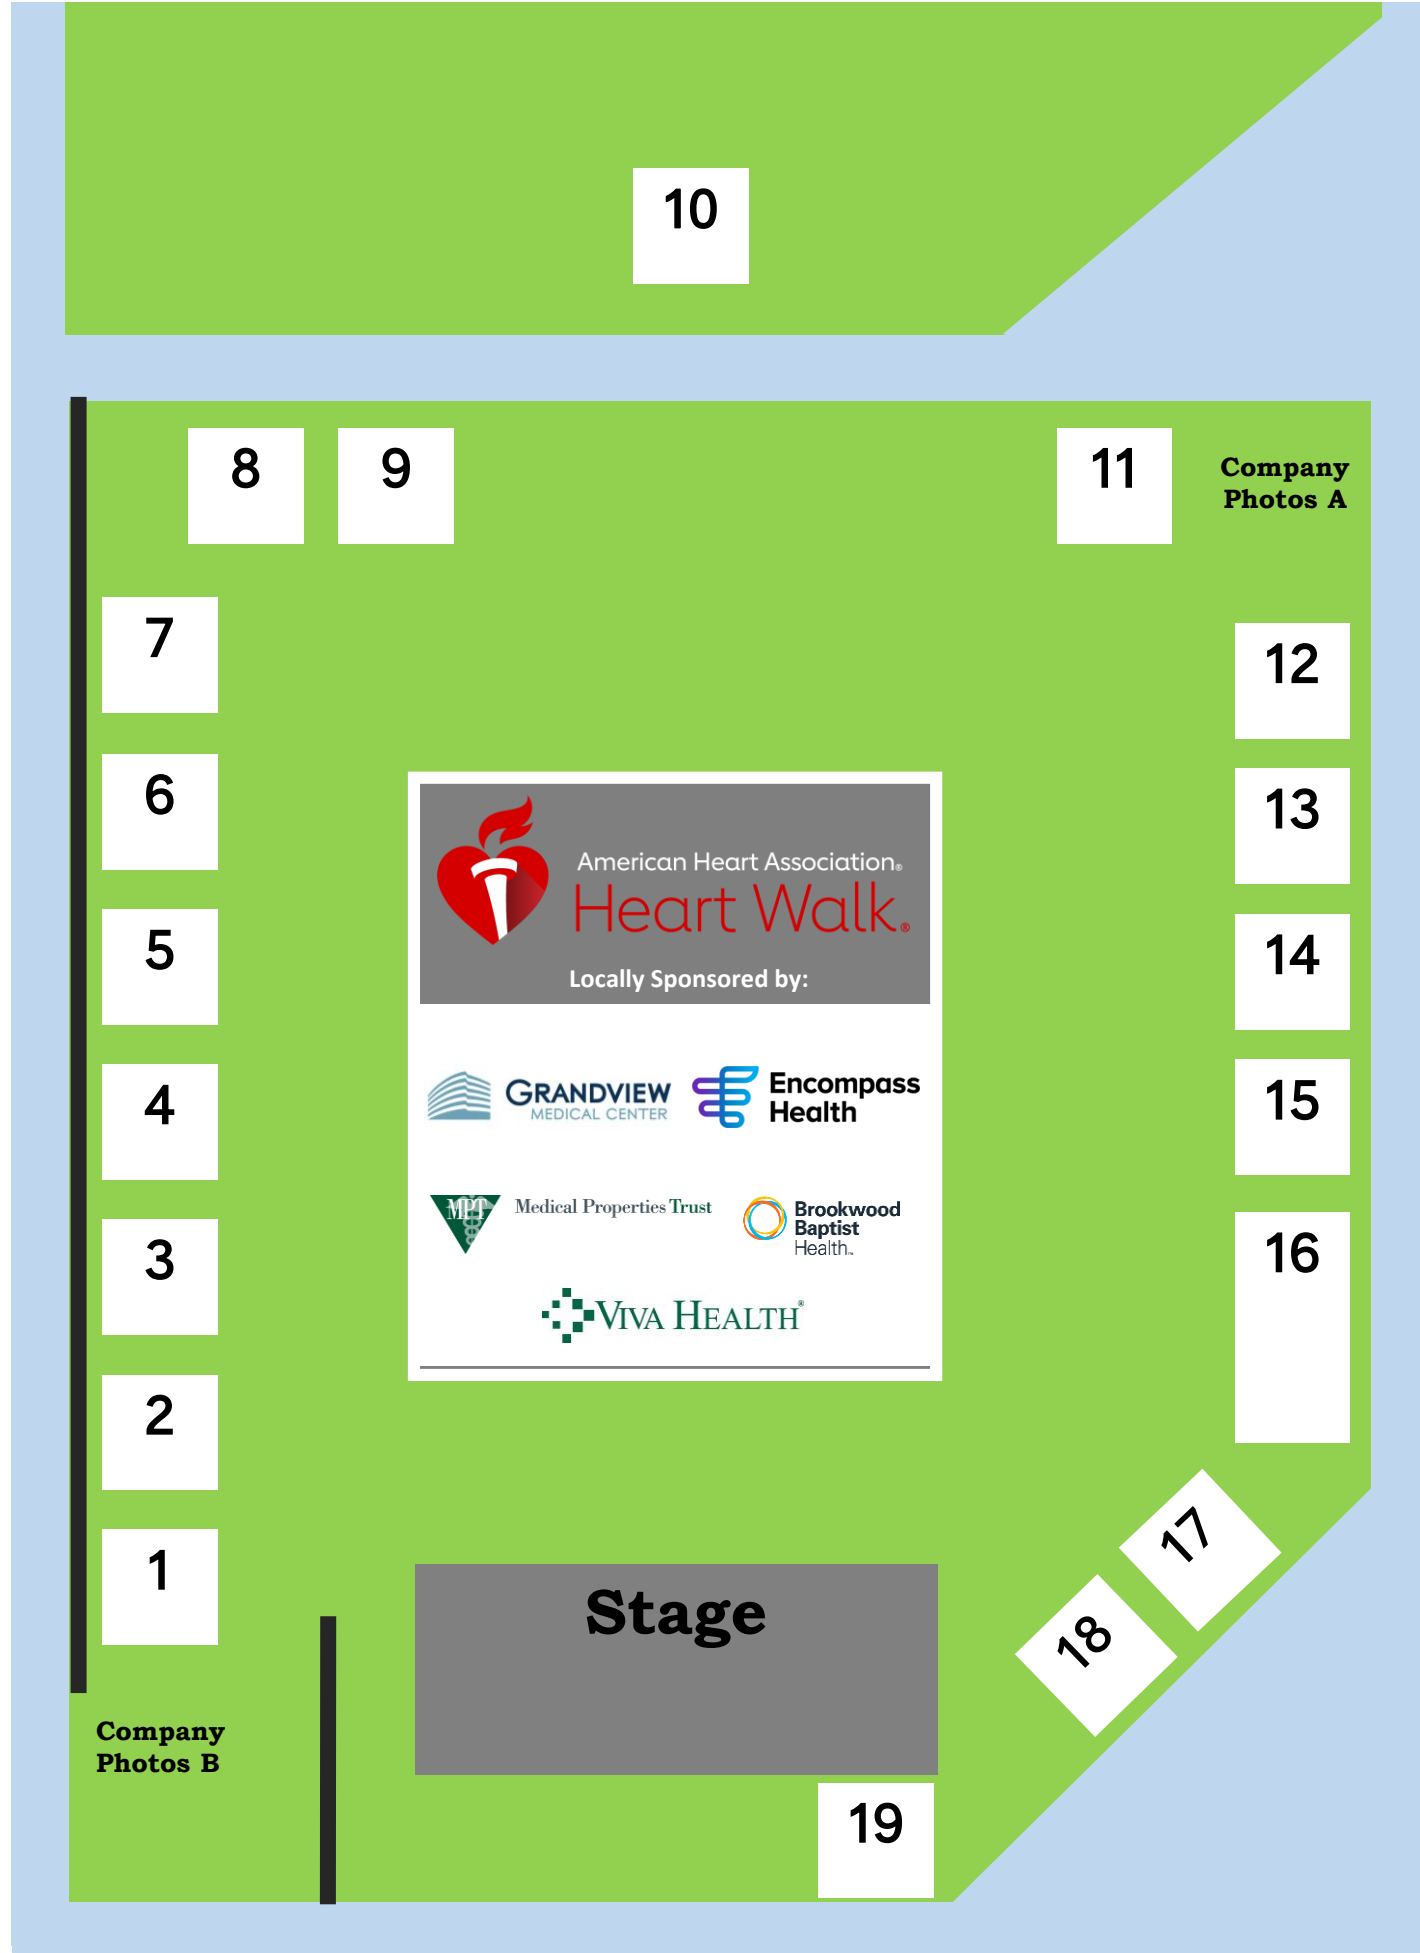 10
8
9
11
Company
Photos A
7
12
6
13
American Heart Association®
Heart Walk®
Locally Sponsored by:
5
14
4
15
GRANDVIEW
MEDICAL CENTER
Encompass
Health
MPT
Medical Properties Trust
Brookwood
Baptist
Health™
3
16
VIVA HEALTH®
2
17
1
Stage
18
Company
Photos B
19